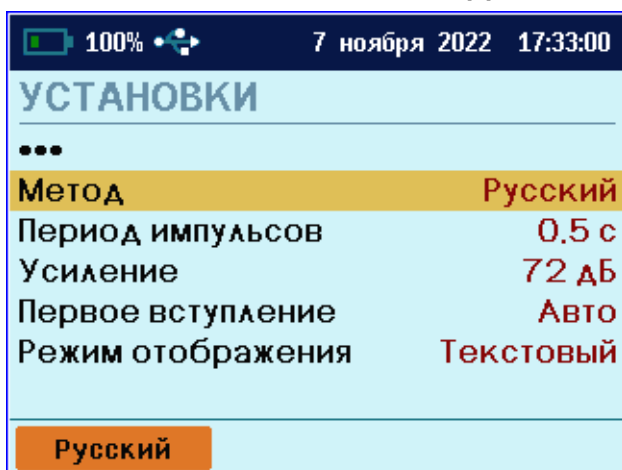 100% 7 ноября 2022 17:33:00
УСТАНОВКИ
•••
Метод Русский
Период импульсов 0.5 с
Усиление 72 дБ
Первое вступление Авто
Режим отображения Текстовый
Русский